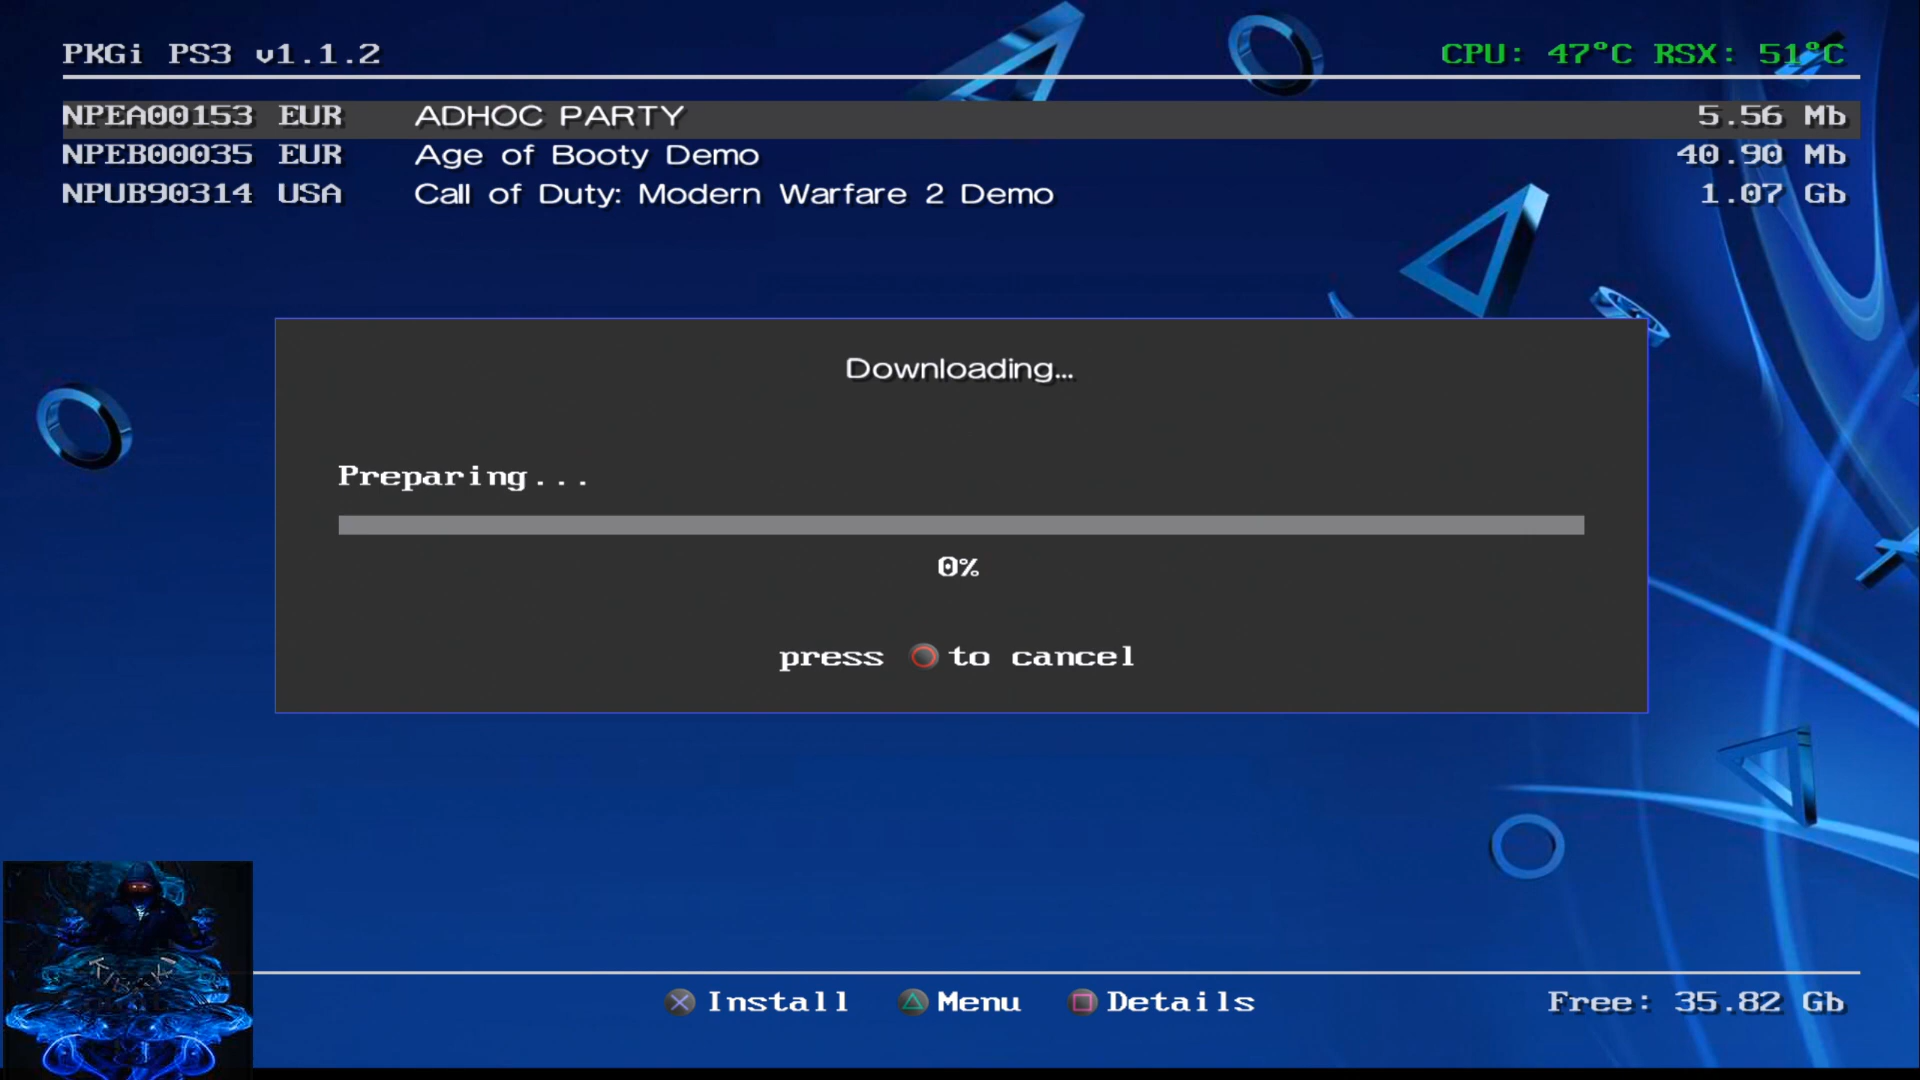 PKGi PS3 v1.1.2
CPU: 47°C RSX: 51°C
NPEA00153 EUR ADHOC PARTY 5.56 Mb
NPEB00035 EUR Age of Booty Demo 40.90 Mb
NPUB90314 USA Call of Duty: Modern Warfare 2 Demo 1.07 Gb
Downloading...
Preparing...
0%
press to cancel
Install Menu Details Free: 35.82 Gb